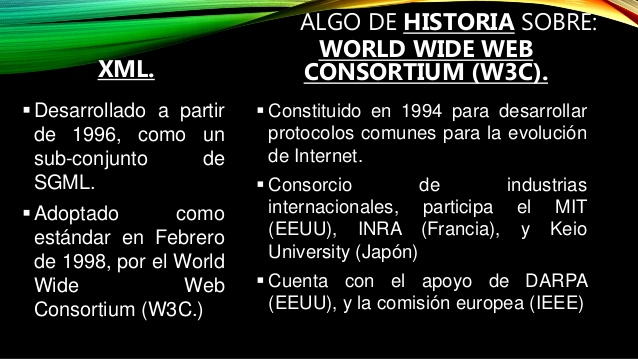 ALGO DE HISTORIA SOBRE:
XML.
▪Desarrollado a partir
de 1996, como un
sub-conjunto de
SGML.
▪Adoptado como
estándar en Febrero
de 1998, por el World
Wide Web
Consortium (W3C.)
WORLD WIDE WEB
CONSORTIUM (W3C).
▪Constituido en 1994 para desarrollar
protocolos comunes para la evolución
de Internet.
▪Consorcio de industrias
internacionales, participa el MIT
(EEUU), INRA (Francia), y Keio
University (Japón)
▪Cuenta con el apoyo de DARPA
(EEUU), y la comisión europea (IEEE)